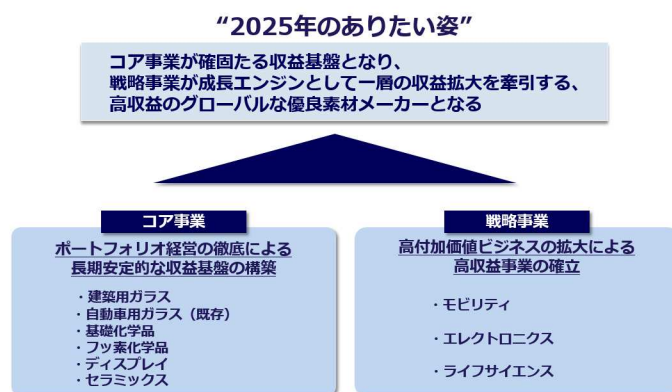 “2025年のありたい姿”
コア事業が確固たる収益基盤となり、
戦略事業が成長エンジンとして一層の収益拡大を牽引する、
高収益のグローバルな優良素材メーカーとなる
コア事業
ポートフォリオ経営の徹底による
長期安定的な収益基盤の構築
・建築用ガラス
・自動車用ガラス（既存）
・基礎化学品
・フッ素化学品
・ディスプレイ
・セラミックス
戦略事業
高付加価値ビジネスの拡大による
高収益事業の確立
・モビリティ
・エレクトロニクス
・ライフサイエンス